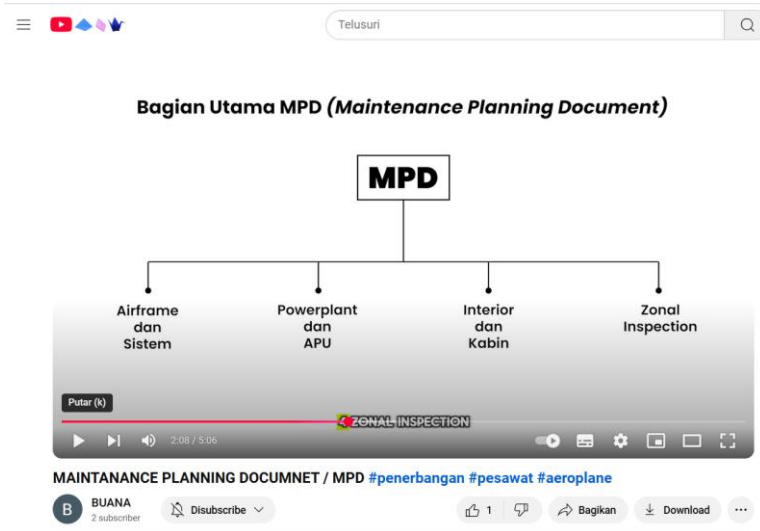 Telusuri
Bagian Utama MPD (Maintenance Planning Document)
MPD
Airframe
dan
Sistem
Powerplant
dan
APU
Interior
dan
Kabin
Zonal
Inspection
Putar (k)
4 ZONAL INSPECTION
2:08 / 5:06
MAINTANANCE PLANNING DOCUMNET / MPD #penerbangan #pesawat #aeroplane
B
BUANA
2 subscriber
Disubscribe
1
Bagikan
Download